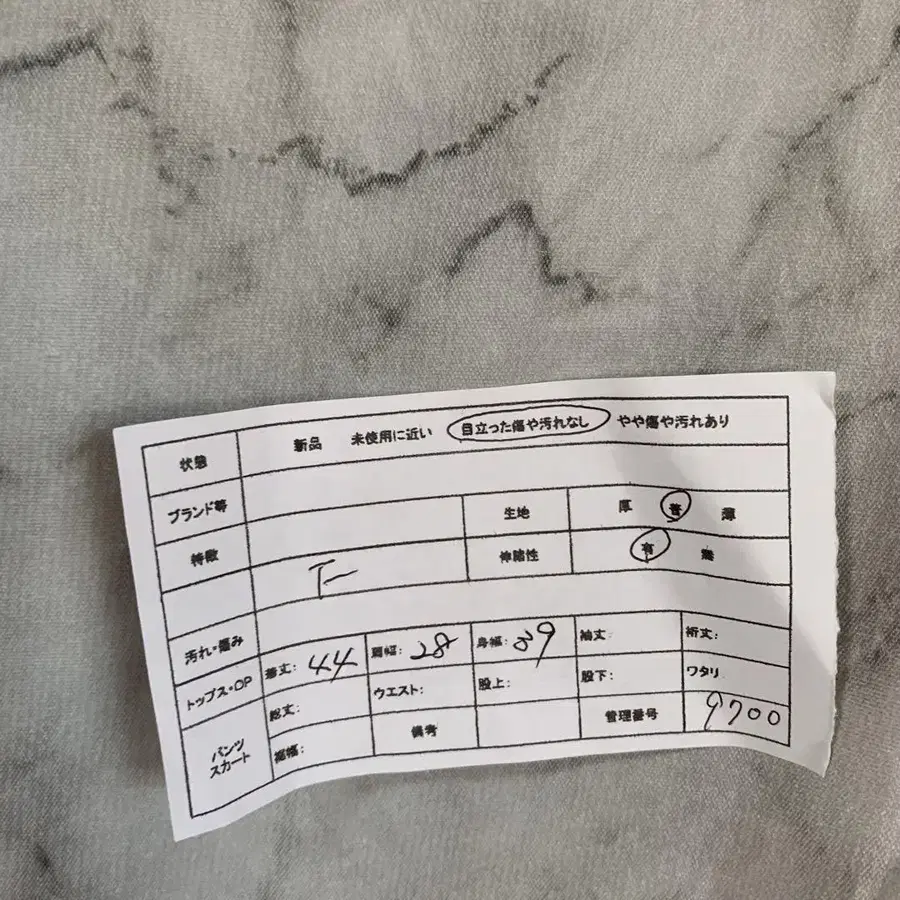 状態 新品 未使用に近い 目立った傷や汚れなし やや傷や汚れあり
ブランド等 生地 厚 普 薄
特徴 伸縮性 有 無
汚れ・傷み
トップス・OP 着丈: 44 肩幅: 28 身幅: 39 袖丈: 裄丈:
パンツ スカート 総丈: ウエスト: 股上: 股下: ワタリ:
裾幅: 備考 管理番号 9700